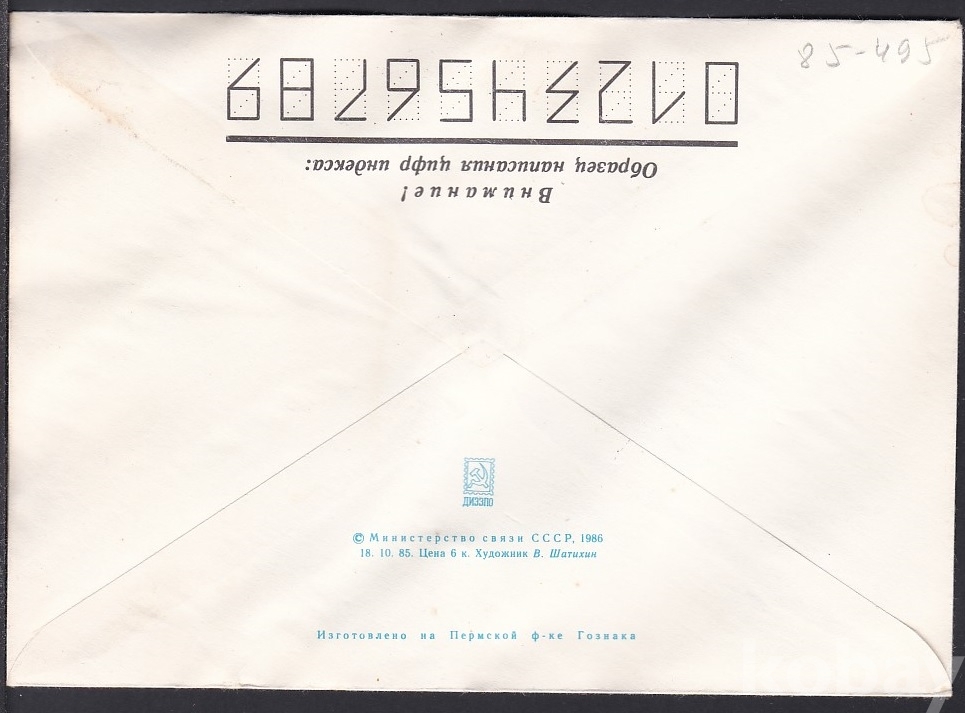 85-495
0123456789
Образец написания цифр индекса:
Внимание!
ДИЭЗПО
© Министерство связи СССР, 1986
18. 10. 85. Цена 6 к. Художник В. Шатихин
Изготовлено на Пермской ф-ке Гознака